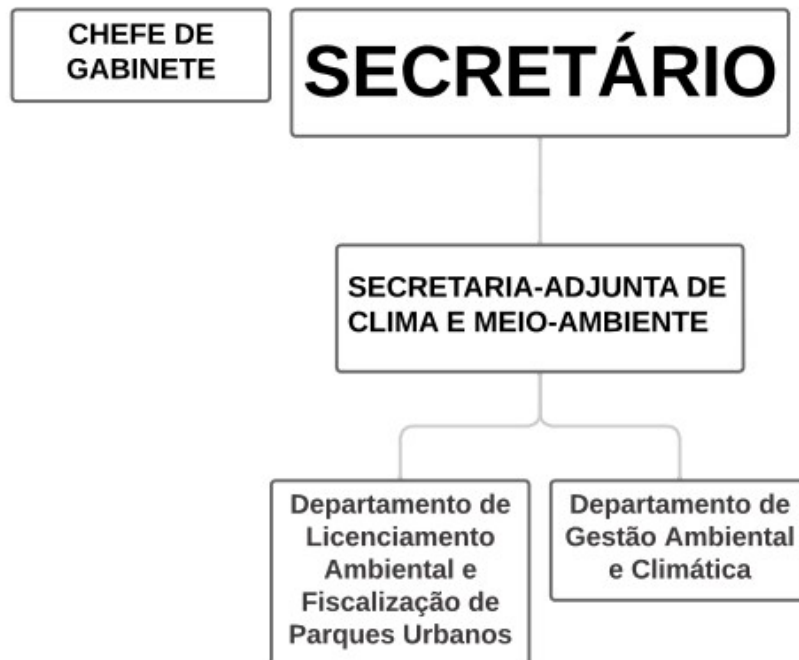 CHEFE DE
GABINETE
SECRETÁRIO
SECRETARIA-ADJUNTA DE
CLIMA E MEIO-AMBIENTE
Departamento de
Licenciamento
Ambiental e
Fiscalização de
Parques Urbanos
Departamento de
Gestão Ambiental
e Climática